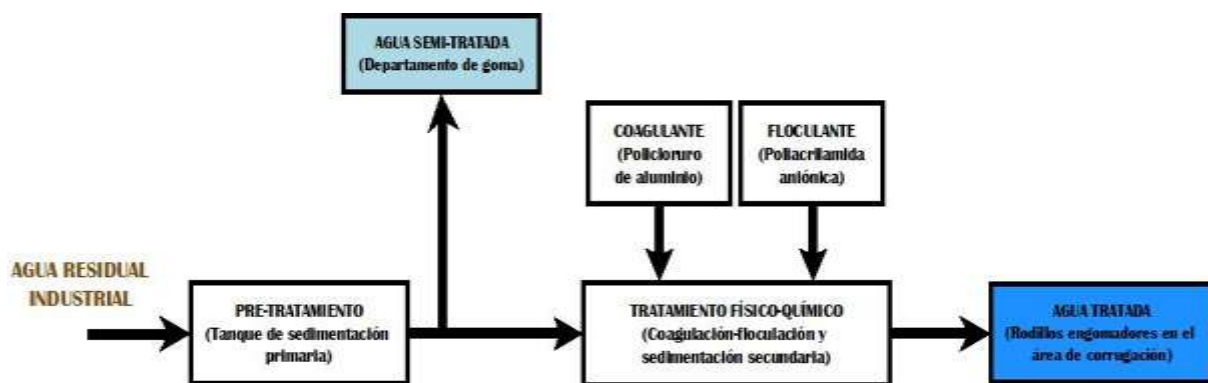 AGUA SEMI-TRATADA
(Departamento de goma)
COAGULANTE
(Policloruro
de aluminio)
FLOCULANTE
(Poliacrilamida
aniónica)
AGUA RESIDUAL
INDUSTRIAL
PRE-TRATAMIENTO
(Tanque de sedimentación
primaria)
TRATAMIENTO FÍSICO-QUÍMICO
(Coagulación-floculación y
sedimentación secundaria)
AGUA TRATADA
(Rodillos engomadores en el
área de corrugación)